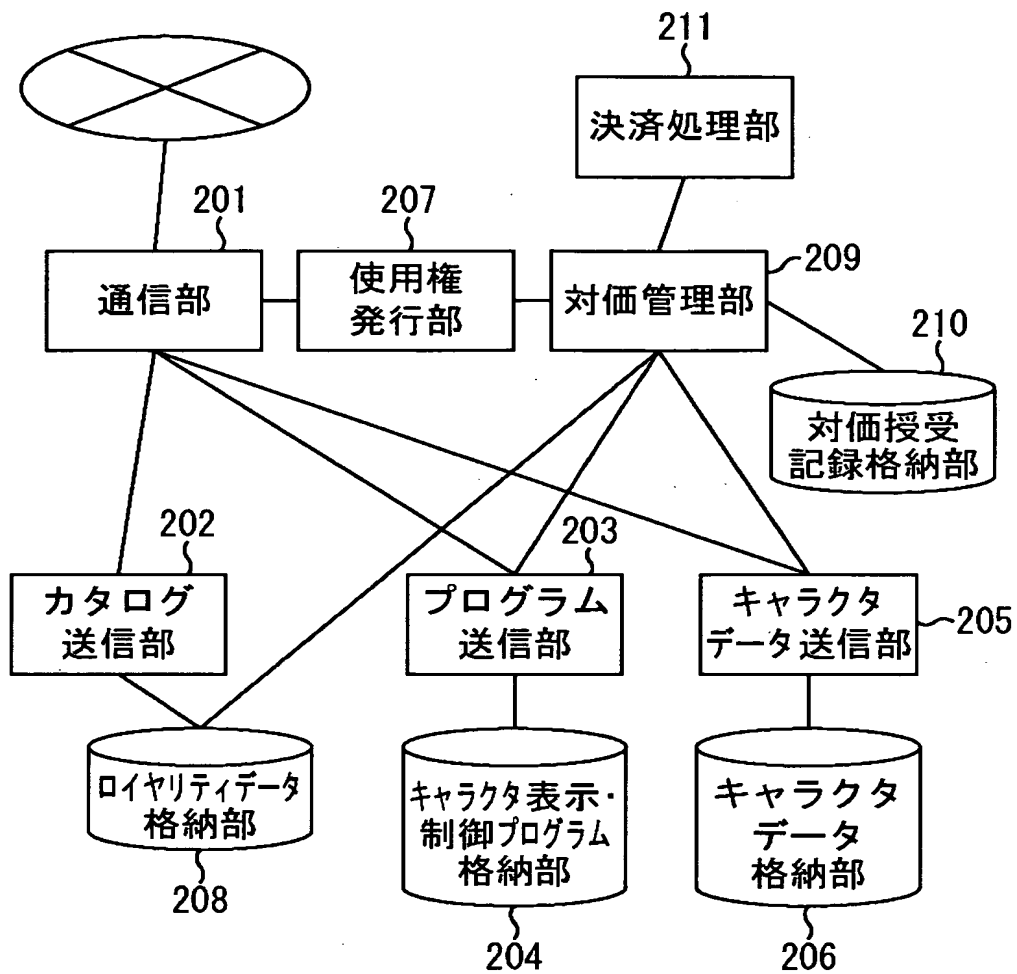 211
決済処理部
201
207
通信部
使用権
発行部
対価管理部
209
210
対価授受
記録格納部
202
カタログ
送信部
203
プログラム
送信部
キャラクタ
データ送信部
205
ロイヤリティデータ
格納部
208
キャラクタ表示・
制御プログラム
格納部
204
キャラクタ
データ
格納部
206